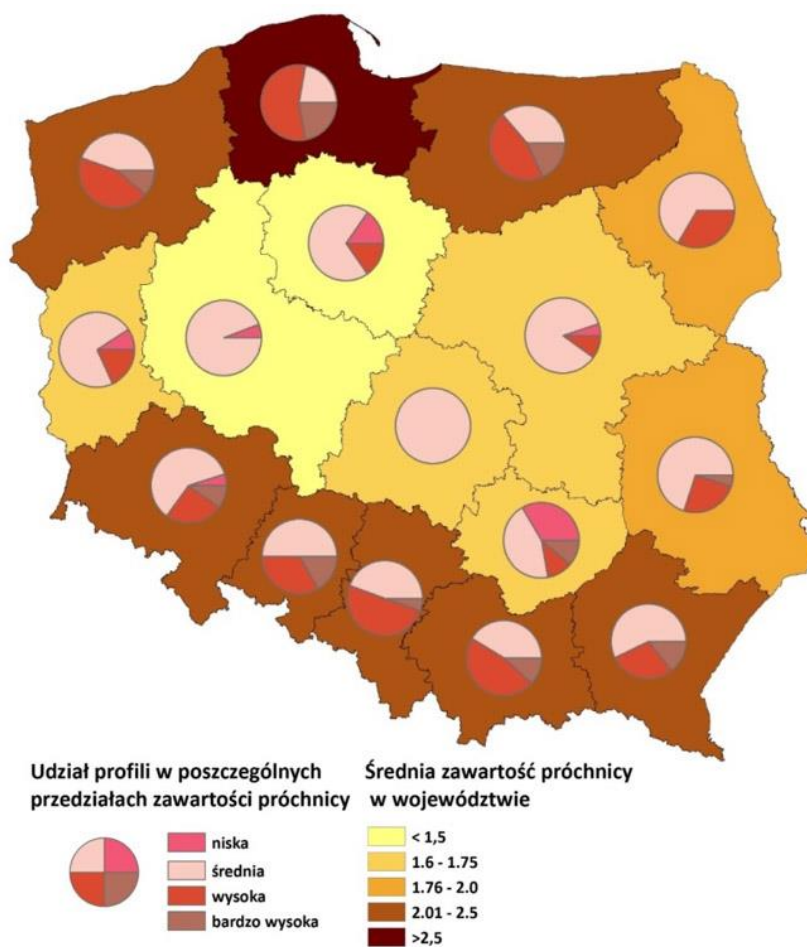 Udział profili w poszczególnych
przedziałach zawartości próchnicy
niska
średnia
wysoka
bardzo wysoka
Średnia zawartość próchnicy
w województwie
< 1,5
1.6 - 1.75
1.76 - 2.0
2.01 - 2.5
>2,5